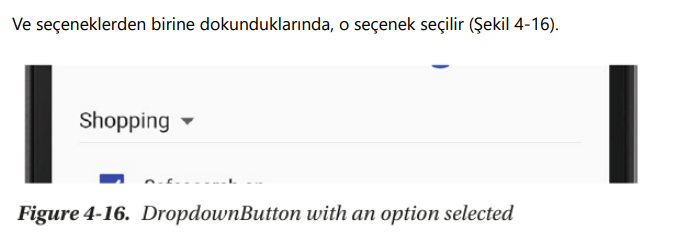 Ve seçeneklerden birine dokunduklarında, o seçenek seçilir (Şekil 4-16).
Shopping
Figure 4-16. DropdownButton with an option selected